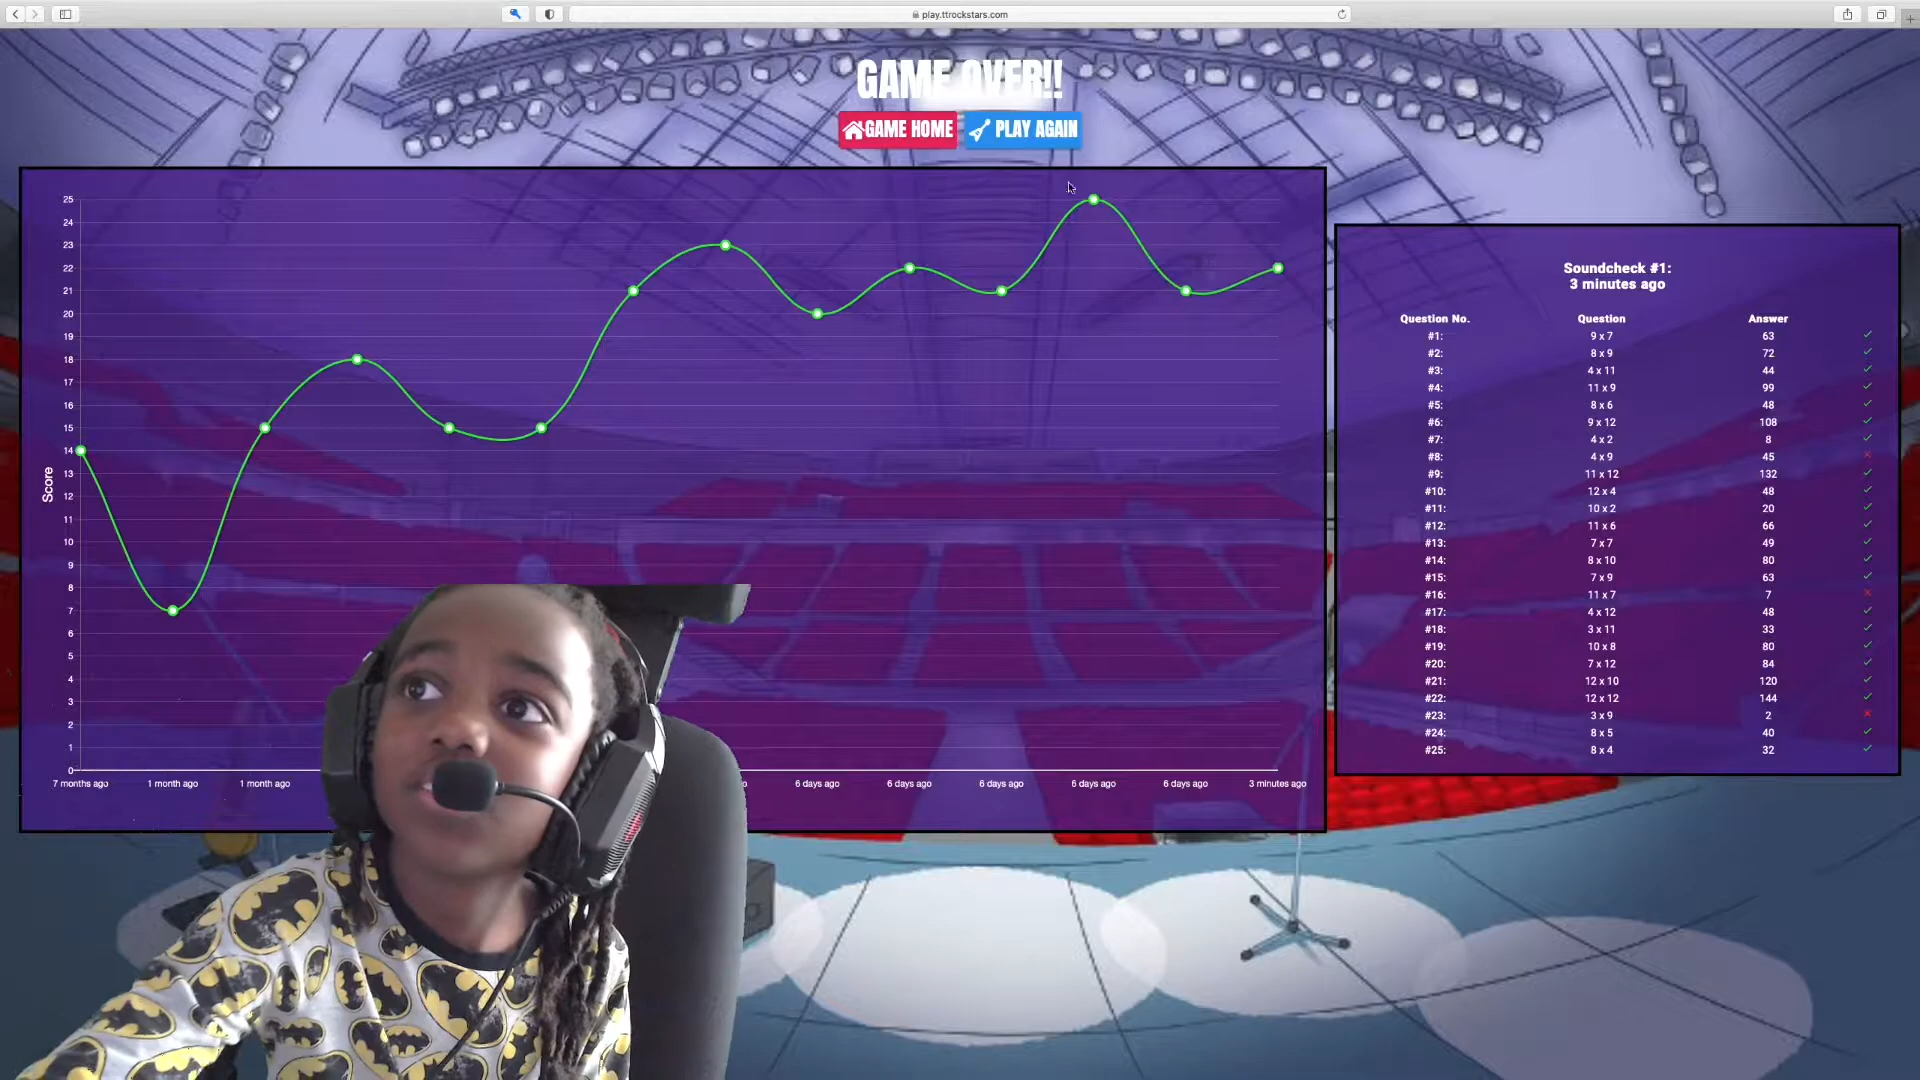 play.ttrockstars.com
GAME OVER!!
GAME HOME
PLAY AGAIN
Score
25
24
23
22
21
20
19
18
17
16
15
14
13
12
11
10
9
8
7
6
5
4
3
2
1
0
7 months ago 1 month ago 1 month ago 6 days ago 6 days ago 6 days ago 6 days ago 6 days ago 3 minutes ago
Soundcheck #1:
3 minutes ago
Question No. Question Answer
#1: 9 x 7 63
#2: 8 x 9 72
#3: 4 x 11 44
#4: 11 x 9 99
#5: 8 x 6 48
#6: 9 x 12 108
#7: 4 x 2 8
#8: 4 x 9 45
#9: 11 x 12 132
#10: 12 x 4 48
#11: 10 x 2 20
#12: 11 x 6 66
#13: 7 x 7 49
#14: 8 x 10 80
#15: 7 x 9 63
#16: 11 x 7 7
#17: 4 x 12 48
#18: 3 x 11 33
#19: 10 x 8 80
#20: 7 x 12 84
#21: 12 x 10 120
#22: 12 x 12 144
#23: 3 x 9 2
#24: 8 x 5 40
#25: 8 x 4 32